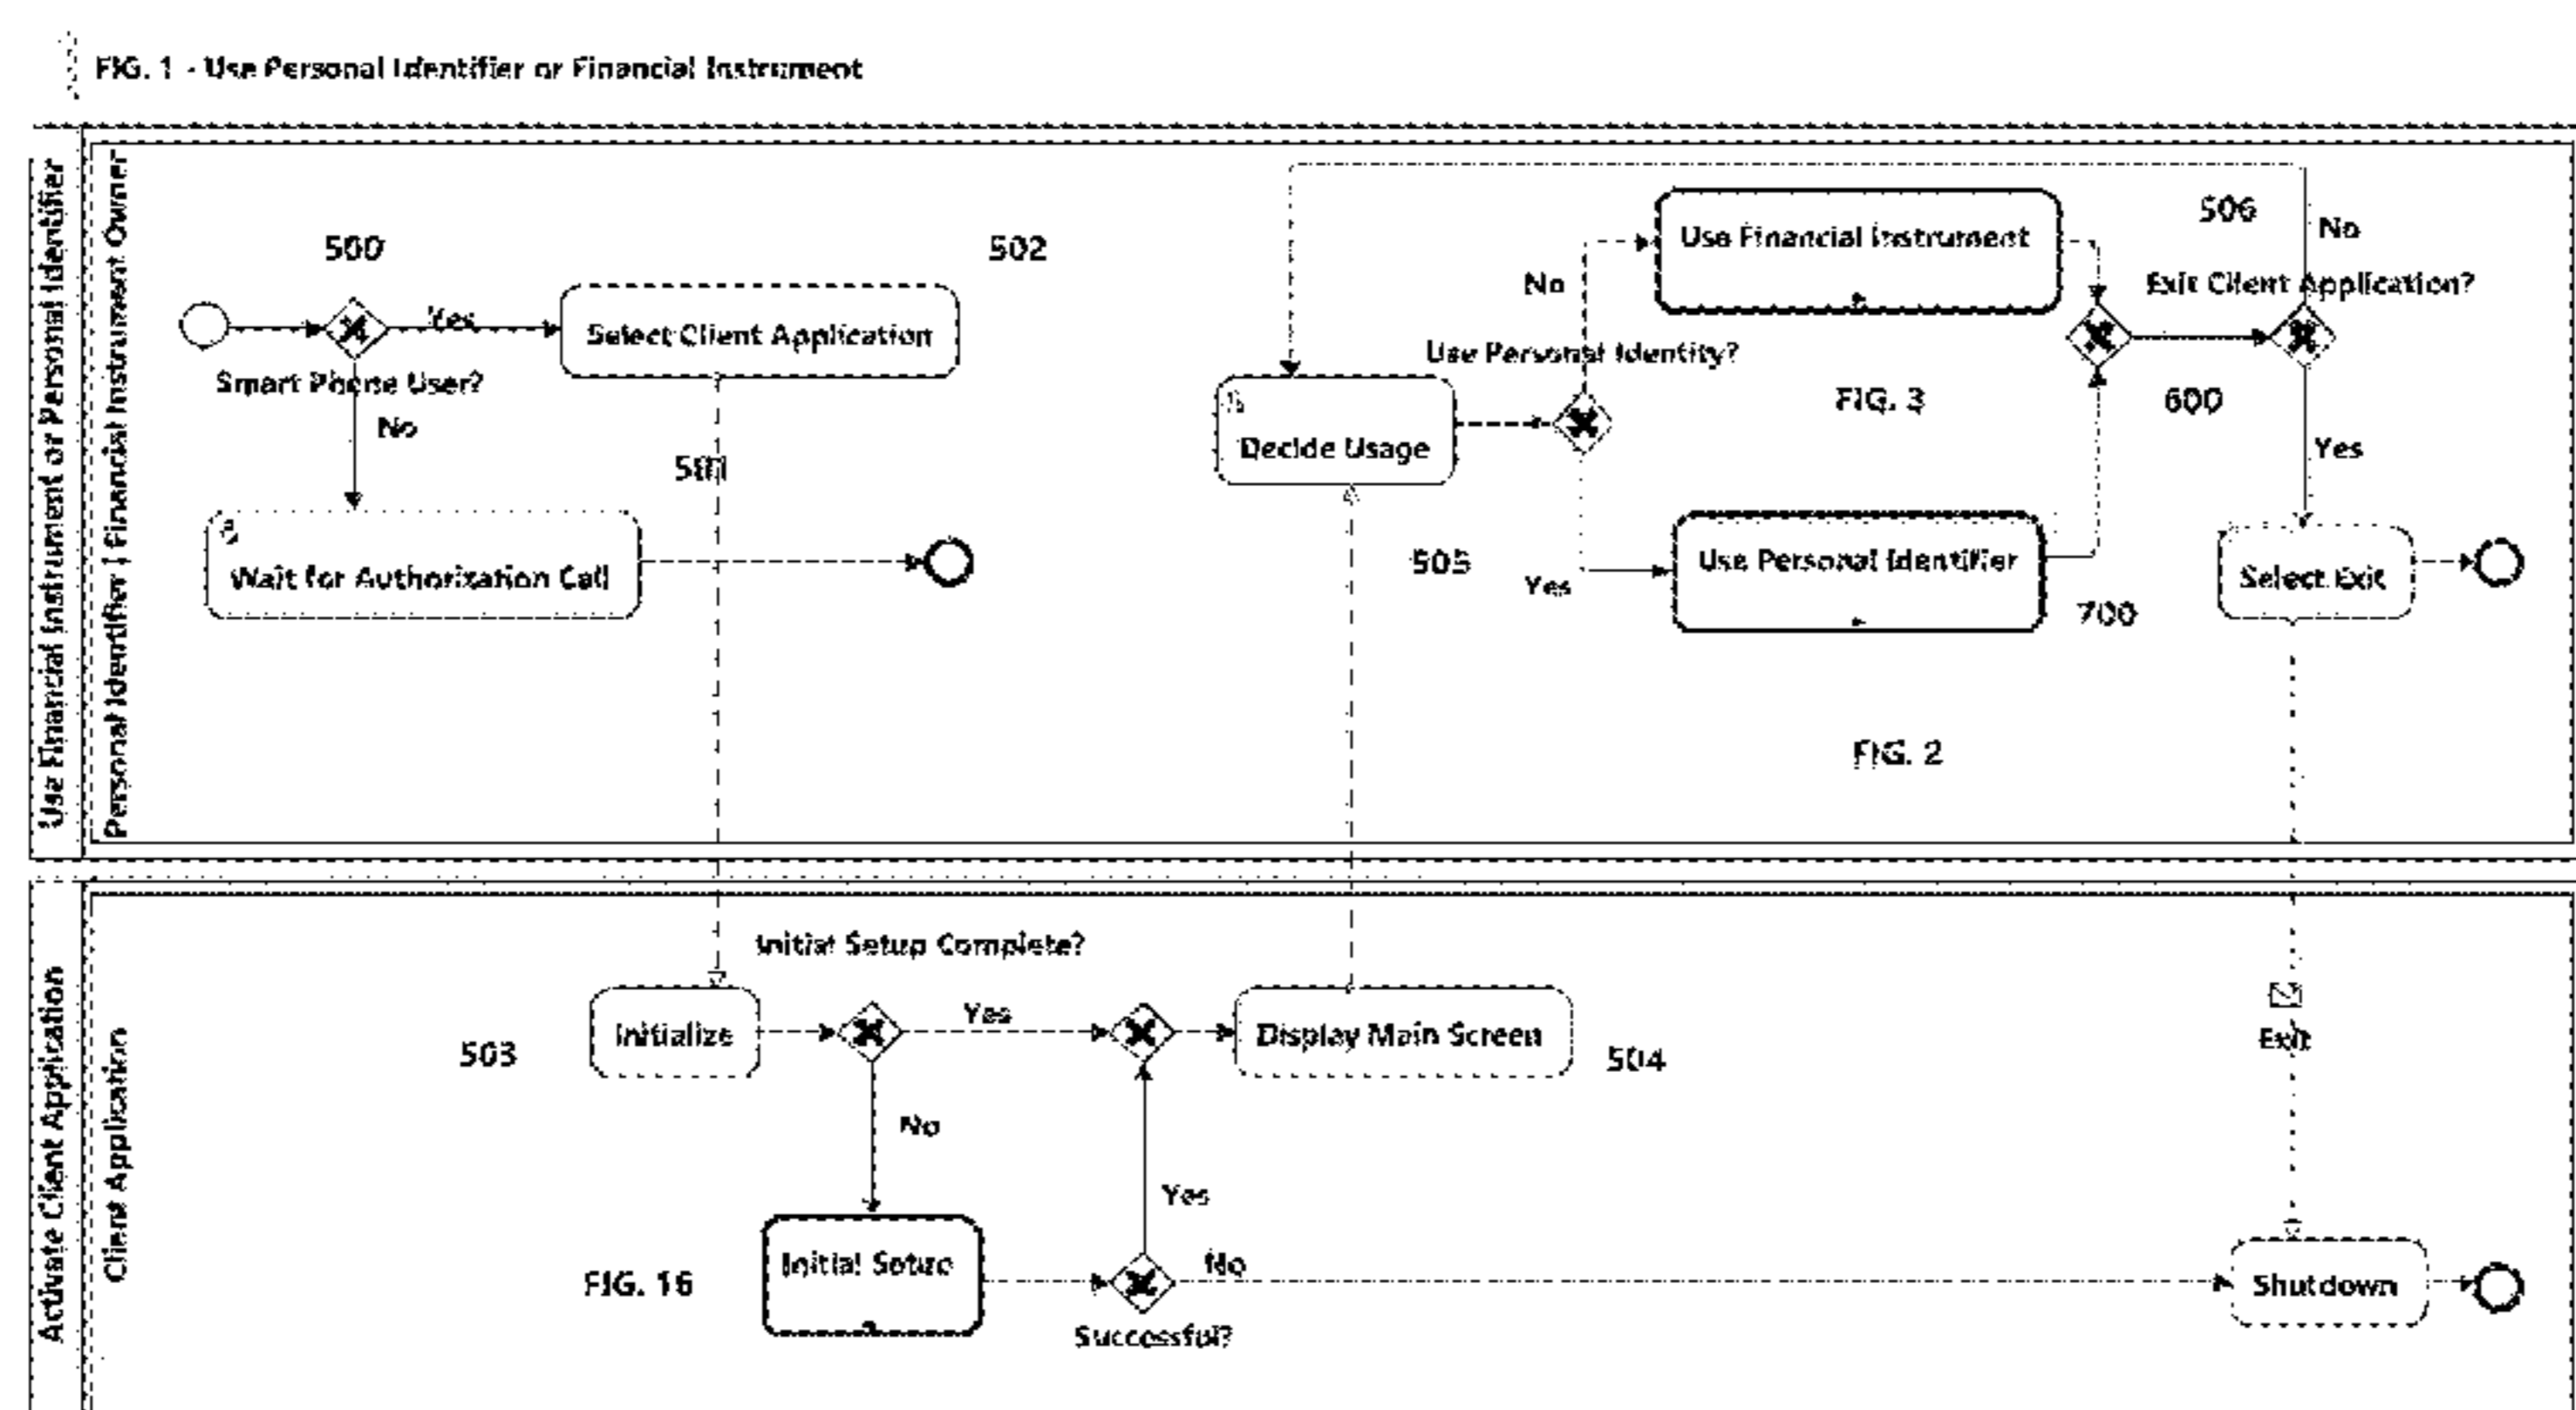 FIG. 1 - Use Personal Identifier or Financial Instrument
Use Financial Instrument or Personal Identifier
Personal Identifier | Financial Instrument Owner
500
502
Yes
Select Client Application
Smart Phone User?
No
501
Wait for Authorization Call
506
No
Use Financial Instrument
No
Exit Client Application?
Use Personal Identity?
FIG. 3
600
Decide Usage
Yes
505
Use Personal Identifier
Yes
700
Select Exit
FIG. 2
Activate Client Application
Client Application
Initial Setup Complete?
Initialize
Yes
Display Main Screen
503
504
Exit
No
Yes
Initial Setup
FIG. 16
No
Shutdown
Successful?